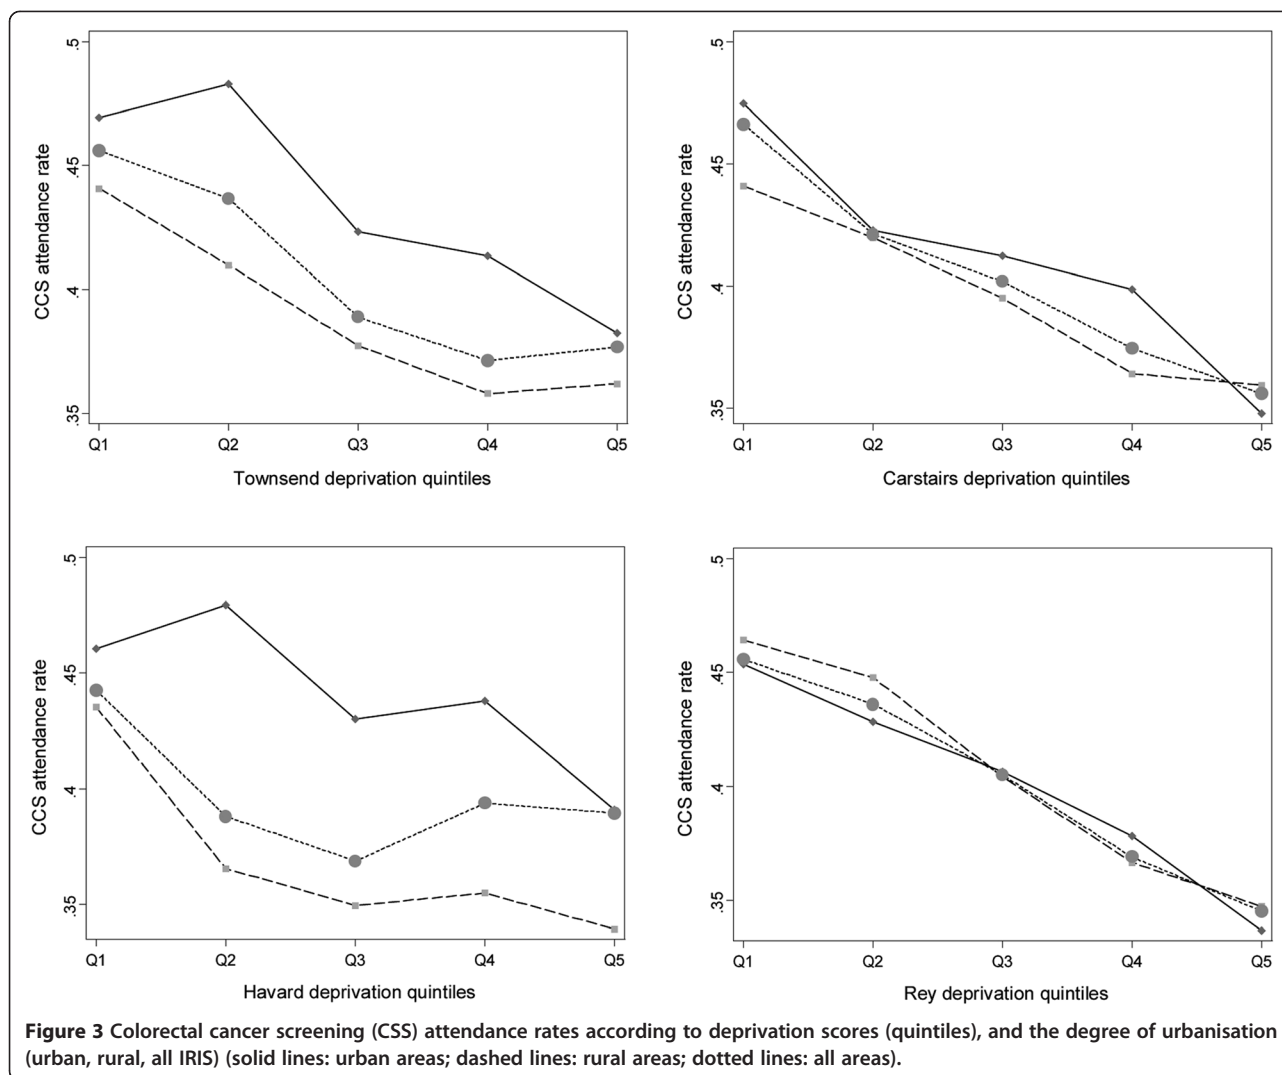 .5
.45
.4
.35
CCS attendance rate
Q1 Q2 Q3 Q4 Q5
Townsend deprivation quintiles
.5
.45
.4
.35
CCS attendance rate
Q1 Q2 Q3 Q4 Q5
Carstairs deprivation quintiles
.5
.45
.4
.35
CCS attendance rate
Q1 Q2 Q3 Q4 Q5
Havard deprivation quintiles
.5
.45
.4
.35
CCS attendance rate
Q1 Q2 Q3 Q4 Q5
Rey deprivation quintiles
Figure 3 Colorectal cancer screening (CSS) attendance rates according to deprivation scores (quintiles), and the degree of urbanisation
(urban, rural, all IRIS) (solid lines: urban areas; dashed lines: rural areas; dotted lines: all areas).